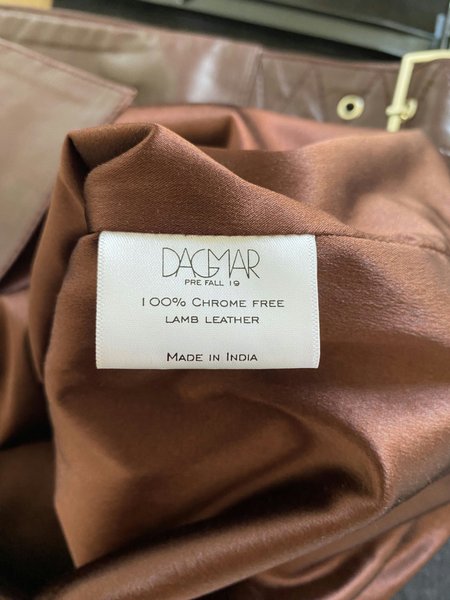 DAGMAR
PRE FALL 19
100% CHROME FREE
LAMB LEATHER
MADE IN INDIA